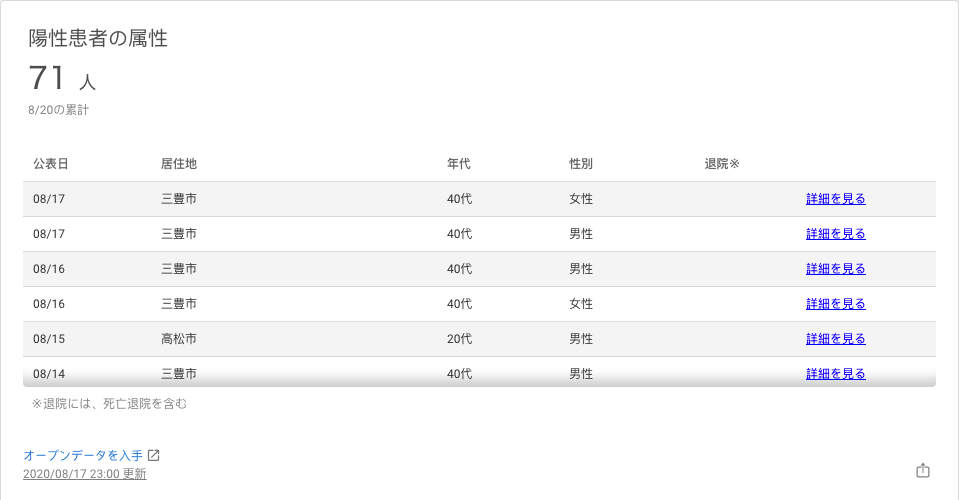 陽性患者の属性
71 人
8/20の累計
公表日 居住地 年代 性別 退院※
08/17 三豊市 40代 女性 詳細を見る
08/17 三豊市 40代 男性 詳細を見る
08/16 三豊市 40代 男性 詳細を見る
08/16 三豊市 40代 女性 詳細を見る
08/15 高松市 20代 男性 詳細を見る
08/14 三豊市 40代 男性 詳細を見る
※退院には、死亡退院を含む
オープンデータを入手
2020/08/17 23:00 更新